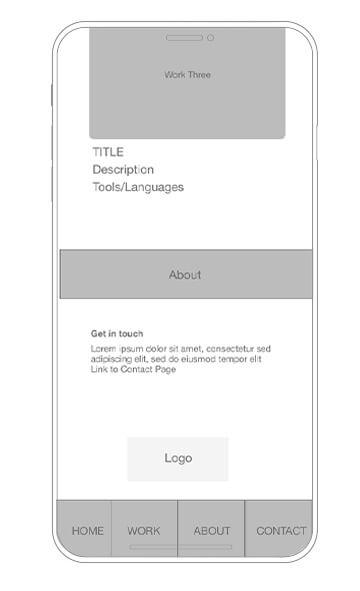 Work Three
TITLE
Description
Tools/Languages
About
Get in touch
Lorem ipsum dolor sit amet, consectetur sed
adipiscing elit, sed do eiusmod tempor elit
Link to Contact Page
Logo
HOME WORK ABOUT CONTACT